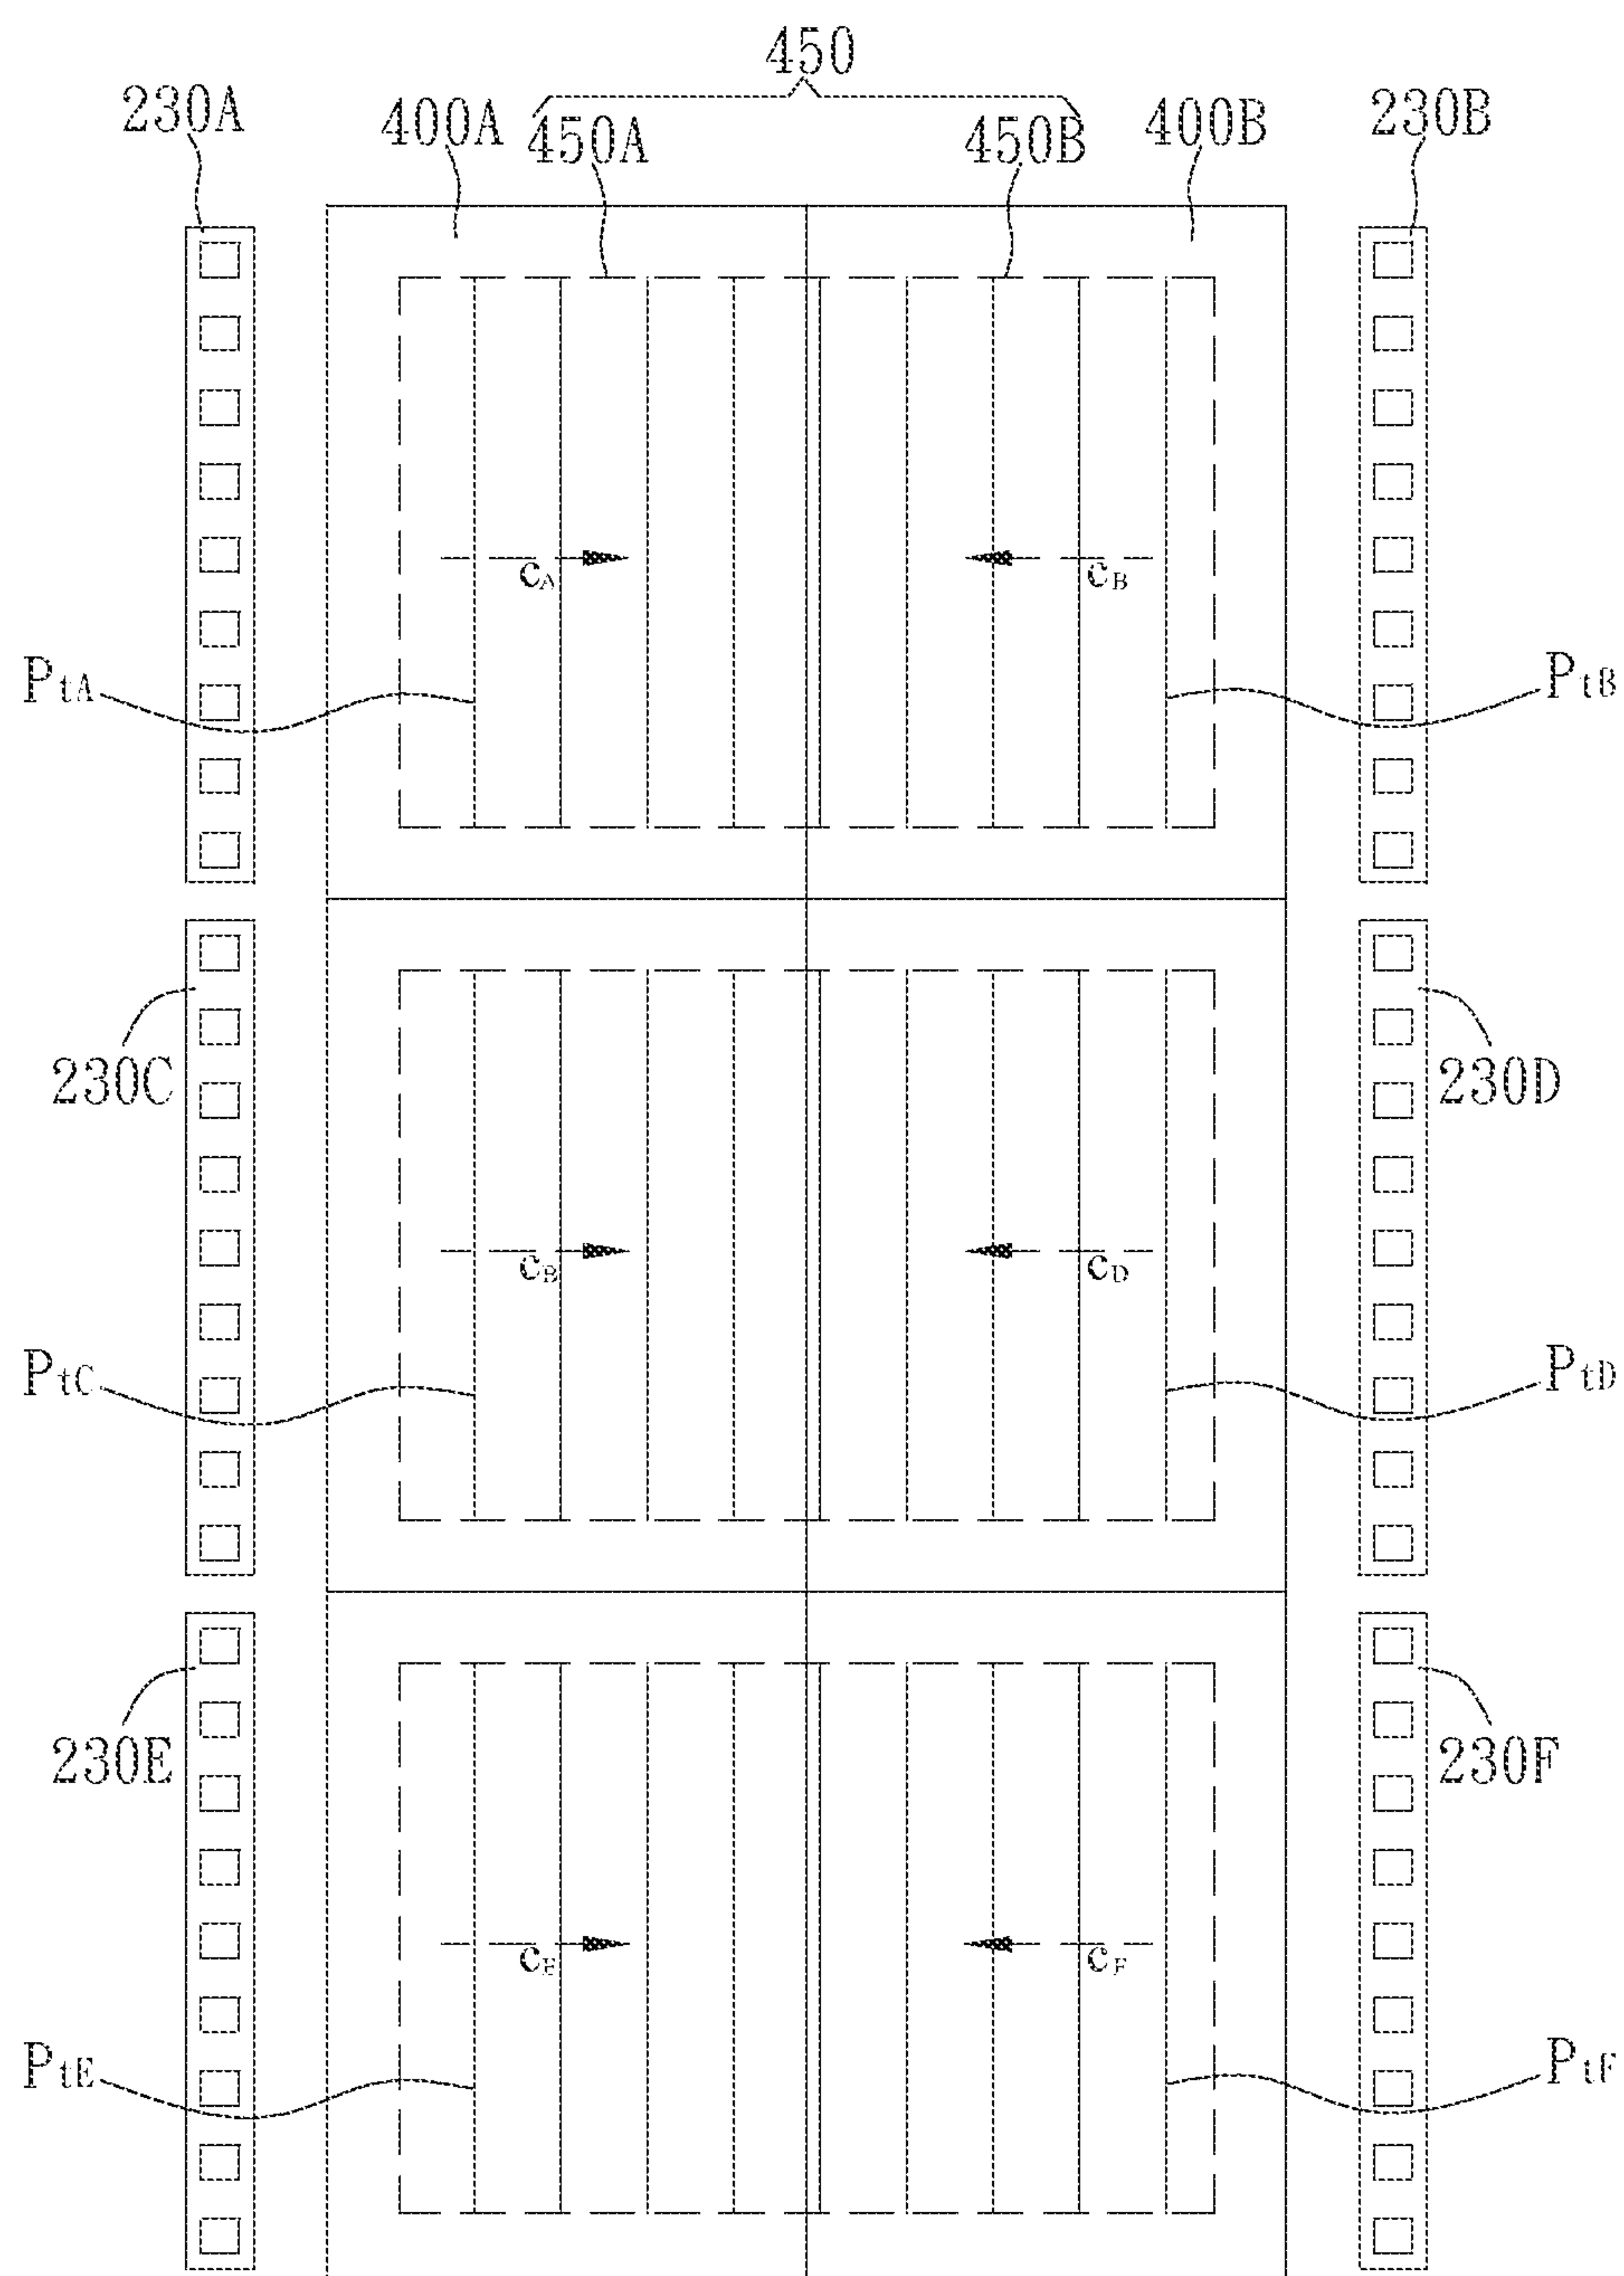 450
230A 400A 450A 450B 400B 230B
CA CB
PtA PtB
230C 230D
CB CD
PtC PtD
230E 230F
CE CF
PtE PtF